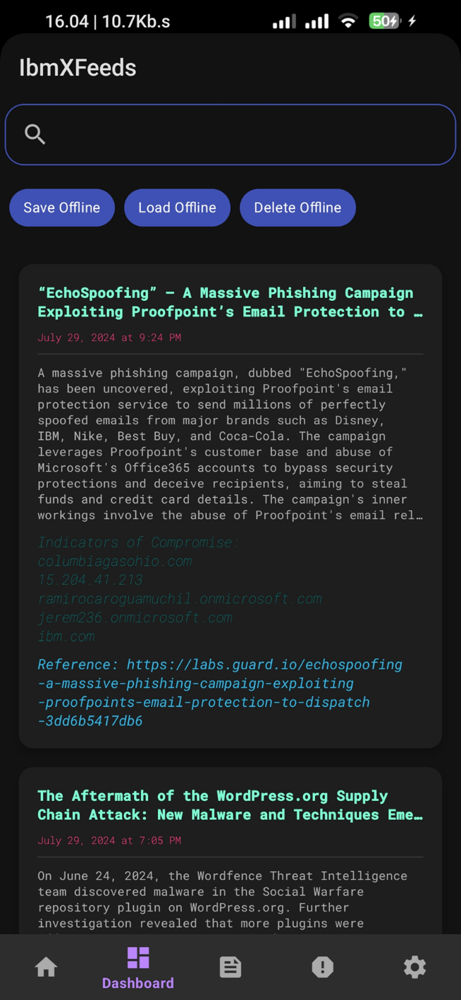 16.04 | 10.7Kb.s
50
IbmXFeeds
Save Offline
Load Offline
Delete Offline
“EchoSpoofing” — A Massive Phishing Campaign
Exploiting Proofpoint’s Email Protection to …
July 29, 2024 at 9:24 PM
A massive phishing campaign, dubbed "EchoSpoofing,"
has been uncovered, exploiting Proofpoint's email
protection service to send millions of perfectly
spoofed emails from major brands such as Disney,
IBM, Nike, Best Buy, and Coca-Cola. The campaign
leverages Proofpoint's customer base and abuse of
Microsoft's Office365 accounts to bypass security
protections and deceive recipients, aiming to steal
funds and credit card details. The campaign's inner
workings involve the abuse of Proofpoint's email rel…
Indicators of Compromise:
columbiagasohio.com
15.204.41.213
ramirocaroguamuchil.onmicrosoft.com
jerem236.onmicrosoft.com
ibm.com
Reference: https://labs.guard.io/echospoofing
-a-massive-phishing-campaign-exploiting
-proofpoints-email-protection-to-dispatch
-3dd6b5417db6
The Aftermath of the WordPress.org Supply
Chain Attack: New Malware and Techniques Eme…
July 29, 2024 at 7:05 PM
On June 24, 2024, the Wordfence Threat Intelligence
team discovered malware in the Social Warfare
repository plugin on WordPress.org. Further
investigation revealed that more plugins were
Dashboard